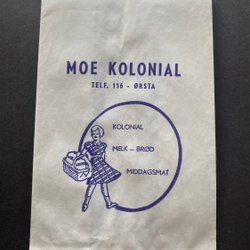 MOE KOLONIAL
TELF. 116 - ØRSTA
KOLONIAL
MELK - BRØD
MIDDAGSMAT